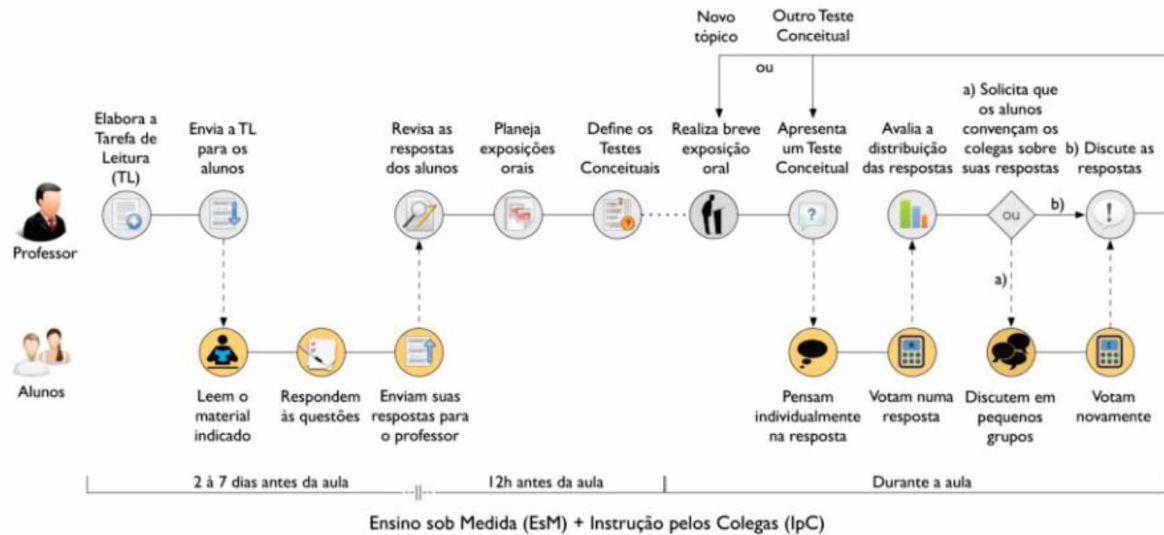 Novo
tópico
Outro Teste
Conceitual
ou
Elabora a
Tarefa de
Leitura
(TL)
Envia a TL
para os
alunos
Revisa as
respostas
dos alunos
Planeja
exposições
orais
Define os
Testes
Conceituais
Realiza breve
exposição
oral
Apresenta
um Teste
Conceitual
Avalia a
distribuição
das respostas
a) Solicita que
os alunos
convençam os
colegas sobre
suas respostas
b) Discute as
respostas
?
ou
b)
!
Professor
a)
Alunos
Leem o
material
indicado
Respondem
às questões
Enviam suas
respostas para
o professor
Pensam
individualmente
na resposta
Votam numa
resposta
Discutem em
pequenos
grupos
Votam
novamente
2 à 7 dias antes da aula
12h antes da aula
Durante a aula
Ensino sob Medida (EsM) + Instrução pelos Colegas (IpC)